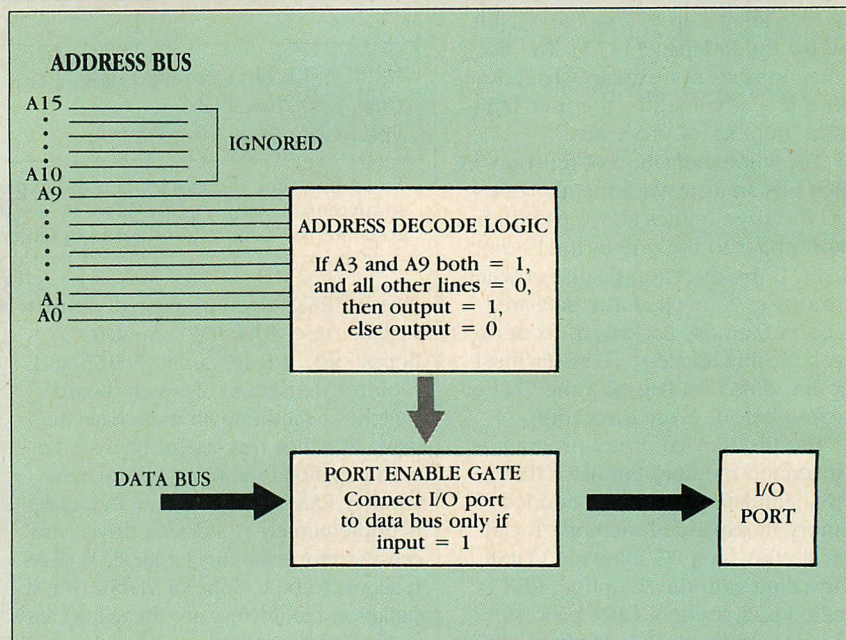 ADDRESS BUS
A15
IGNORED
A10
A9
A1
A0
ADDRESS DECODE LOGIC
If A3 and A9 both = 1,
and all other lines = 0,
then output = 1,
else output = 0
DATA BUS
PORT ENABLE GATE
Connect I/O port
to data bus only if
input = 1
I/O
PORT